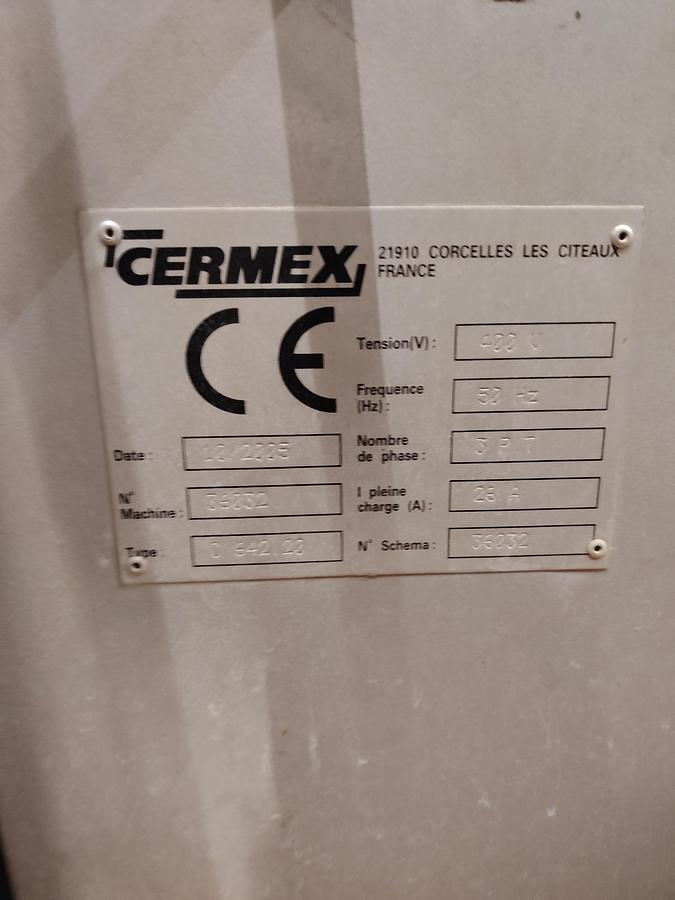 CERMEX
21910 CORCELLES LES CITEAUX
FRANCE
CE
Tension(V): 400 V
Frequence
(Hz): 50 Hz
Nombre
de phase: 3 P.T
I pleine
charge (A): 26 A
N° Schema: 36032
Date: 10/2005
N°
Machine: 36032
Type: 642 20